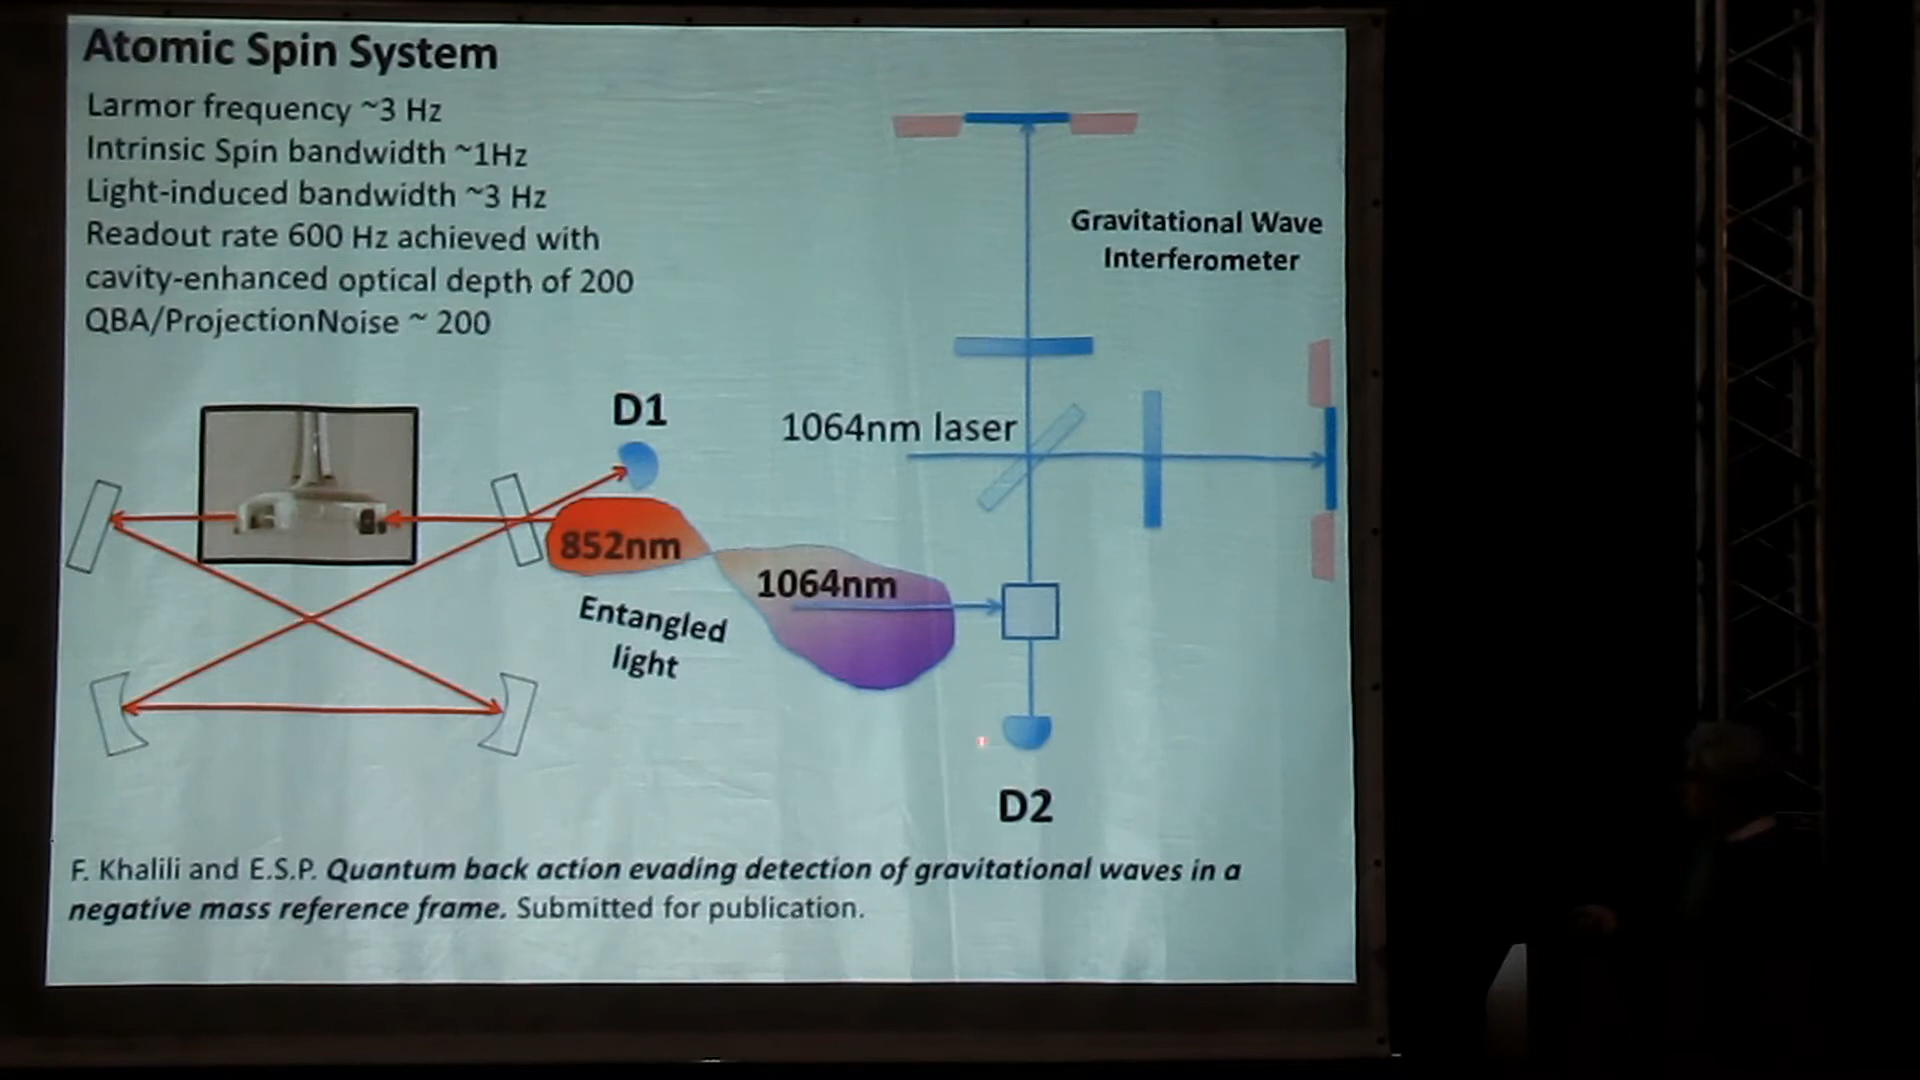 Atomic Spin System
Larmor frequency ~3 Hz
Intrinsic Spin bandwidth ~1Hz
Light-induced bandwidth ~3 Hz
Readout rate 600 Hz achieved with
cavity-enhanced optical depth of 200
QBA/ProjectionNoise ~ 200
Gravitational Wave
Interferometer
D1
1064nm laser
852nm
1064nm
Entangled
light
D2
F. Khalili and E.S.P. Quantum back action evading detection of gravitational waves in a
negative mass reference frame. Submitted for publication.